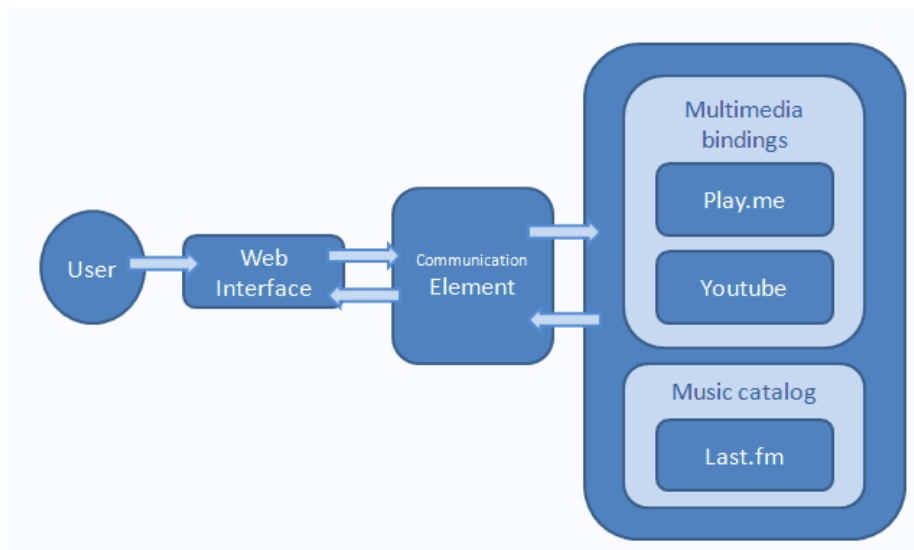 User
Web
Interface
Communication
Element
Multimedia
bindings
Play.me
Youtube
Music catalog
Last.fm